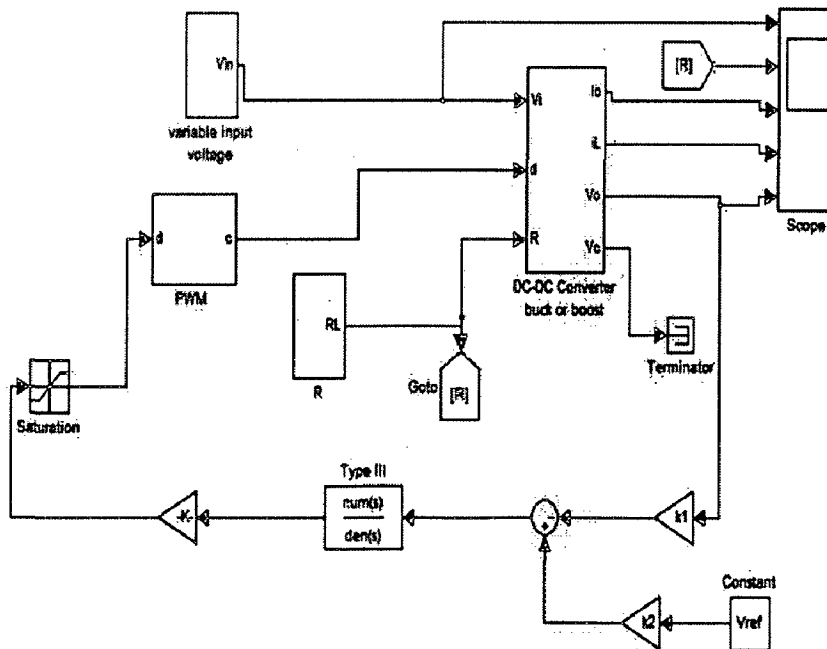 Vin
variable input
voltage
[R]
Vi
Io
iL
d
Vo
R
Vc
DC-DC Converter
buck or boost
Scope
d
c
PWM
RL
R
Goto
[R]
Terminator
Saturation
Type III
num(s)
den(s)
-K-
+
k1
k2
Constant
Vref